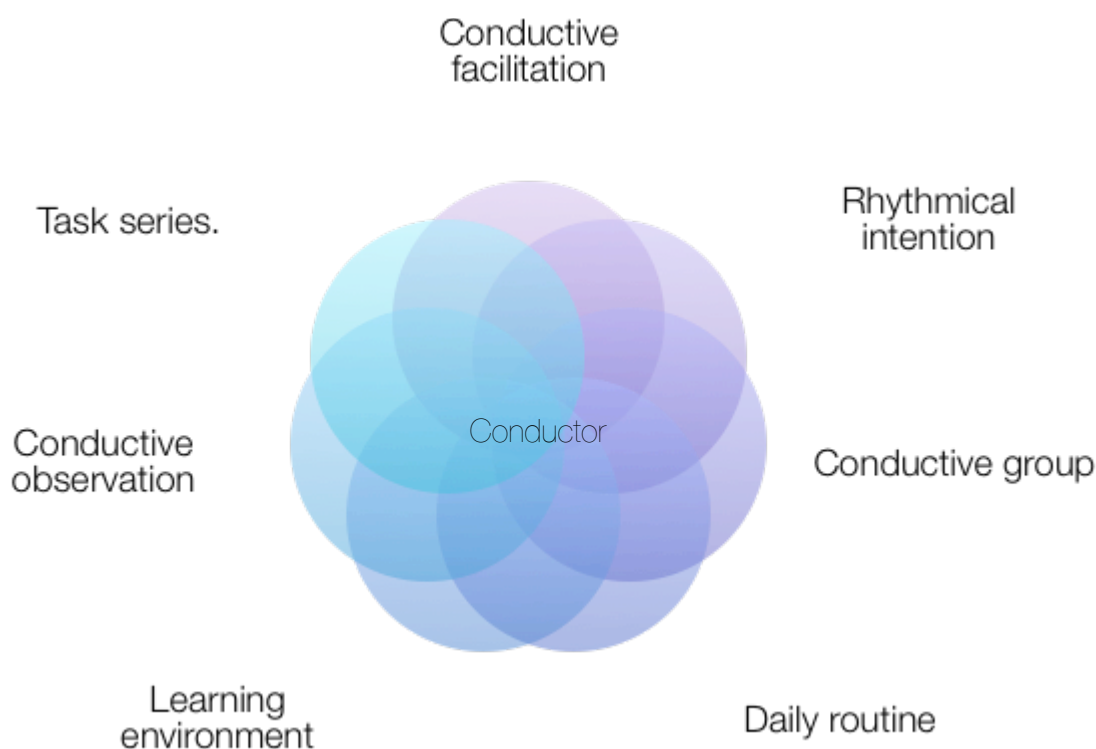 Conductive
facilitation
Task series.
Rhythmical
intention
Conductor
Conductive
observation
Conductive group
Learning
environment
Daily routine